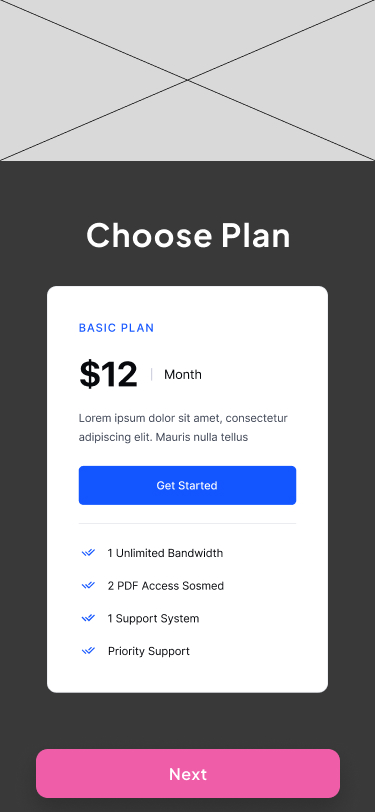 Choose Plan
BASIC PLAN
$12 Month
Lorem ipsum dolor sit amet, consectetur
adipiscing elit. Mauris nulla tellus
Get Started
1 Unlimited Bandwidth
2 PDF Access Sosmed
1 Support System
Priority Support
Next